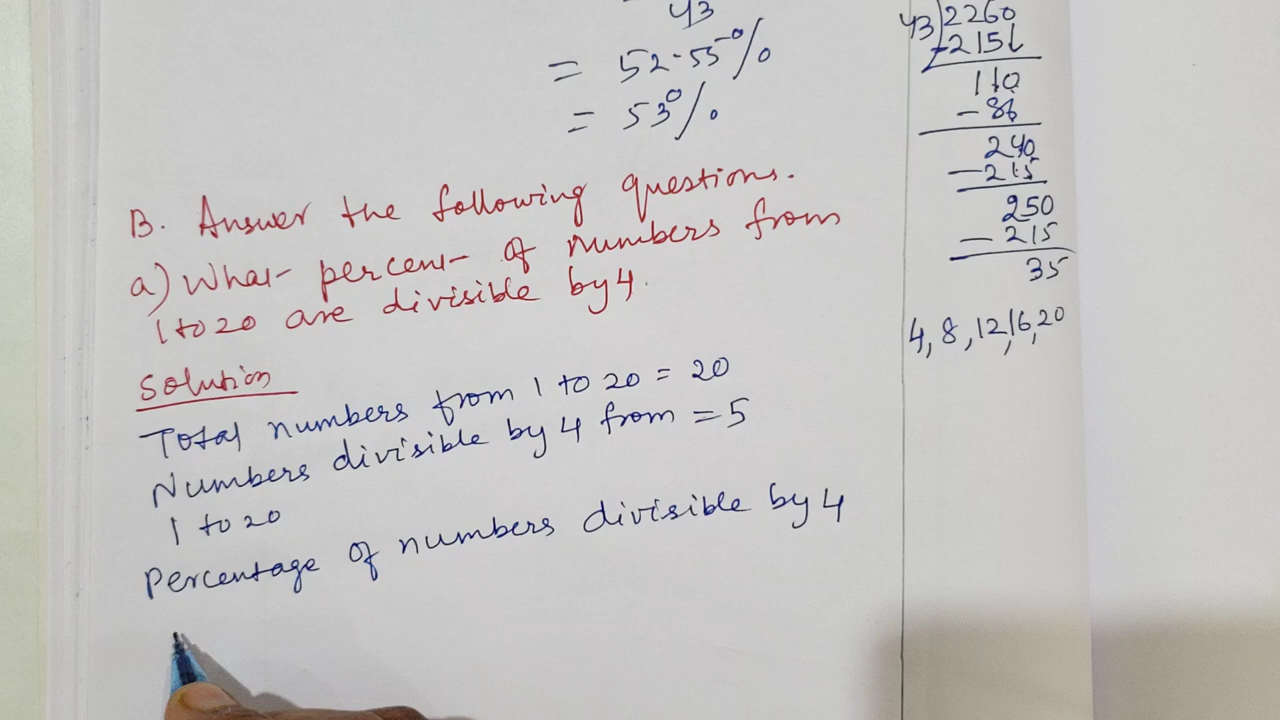 43
= 52.55%
= 53%
B. Answer the following questions.
a) What percent of numbers from
1 to 20 are divisible by 4.
Solution
Total numbers from 1 to 20 = 20
Numbers divisible by 4 from = 5
1 to 20
Percentage of numbers divisible by 4
43)2260
-215↓
110
- 86
240
- 215
250
- 215
35
4, 8, 12, 16, 20